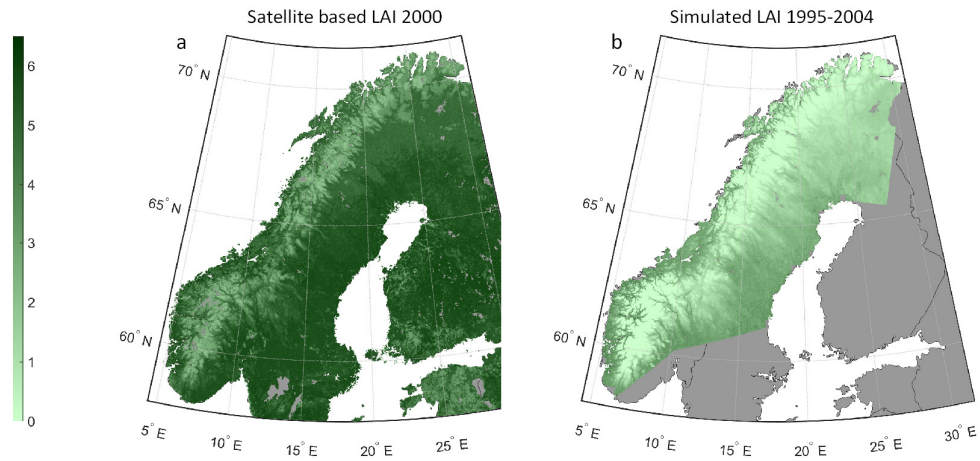 Satellite based LAI 2000
Simulated LAI 1995-2004
a
b
6
5
4
3
2
1
0
70° N
65° N
60° N
5° E
10° E
15° E
20° E
25° E
70° N
65° N
60° N
5° E
10° E
15° E
20° E
25° E
30° E